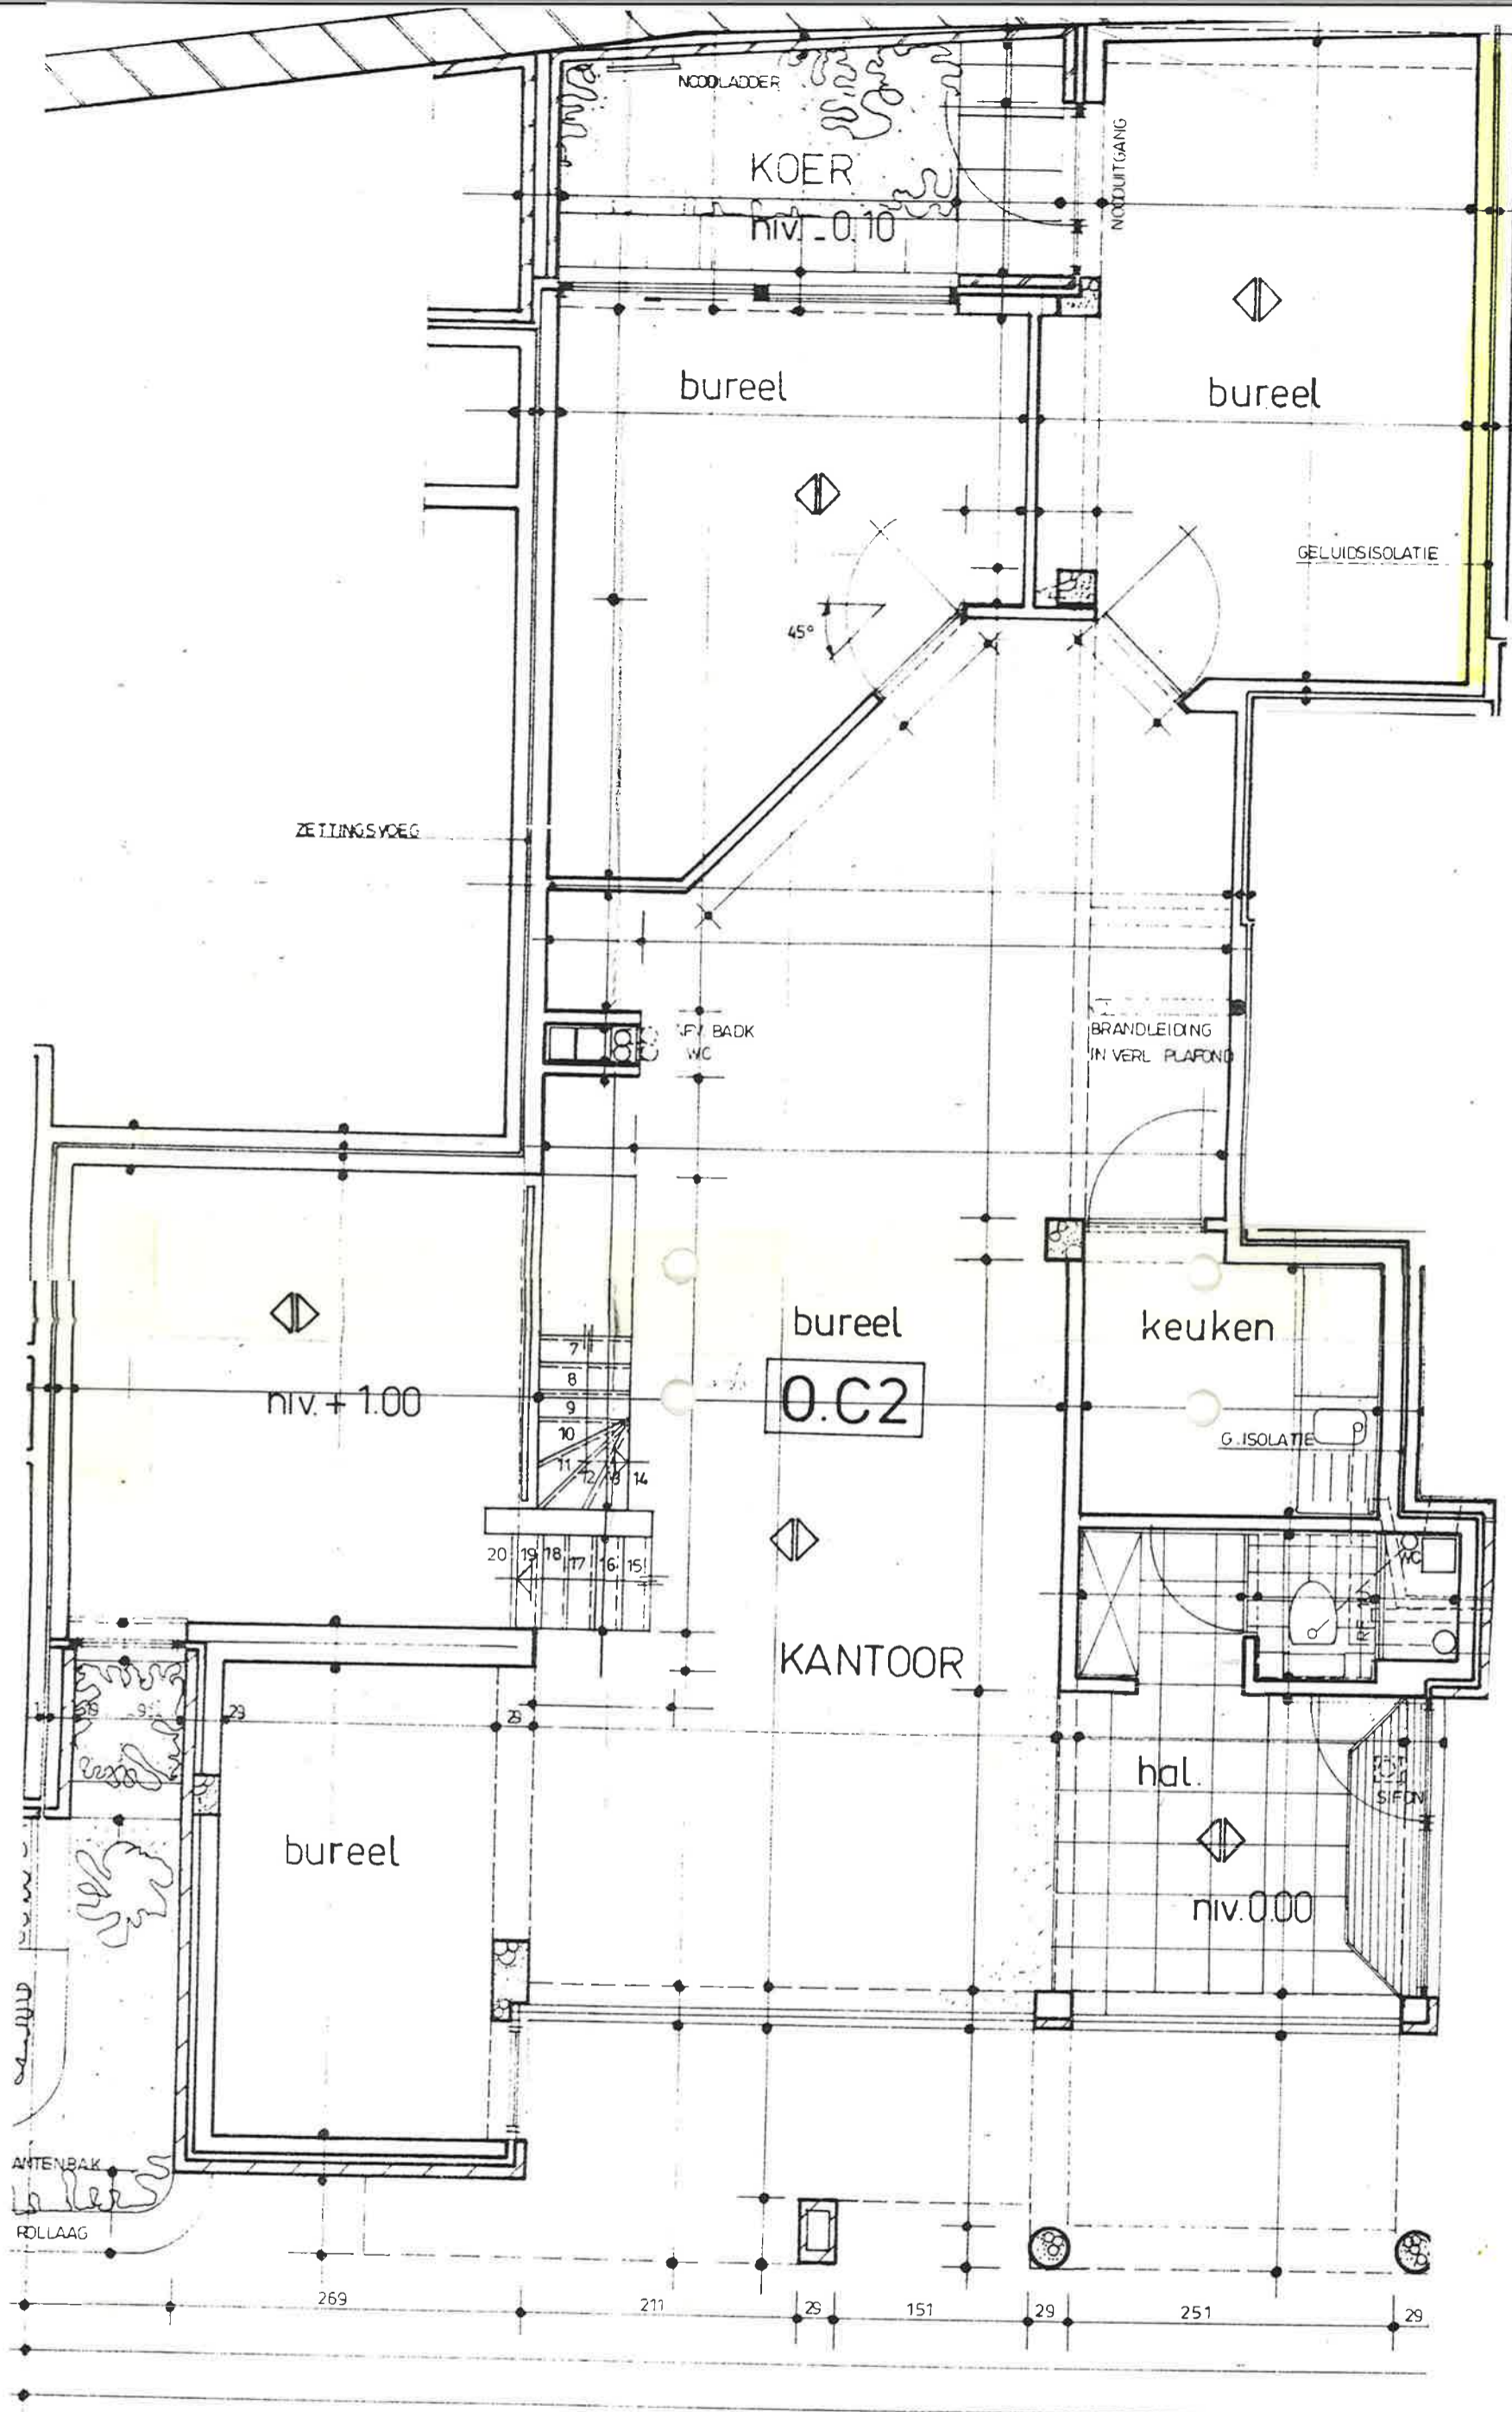 NOODLADDER
KOER
niv. -0.10
NOODUITGANG
bureel
bureel
GELUIDSISOLATIE
45°
ZETTINGSVOEG
BADK
WC
BRANDLEIDING
IN VERL PLAFOND
bureel
keuken
0.C2
niv. + 1.00
G. ISOLATIE
7
8
9
10
11
12
13
14
20 19 18 17 16 15
WC
KANTOOR
29
29
hal.
SIFON
bureel
niv. 0.00
ANTENBAK
ROLLAAG
269
211
29
151
29
251
29